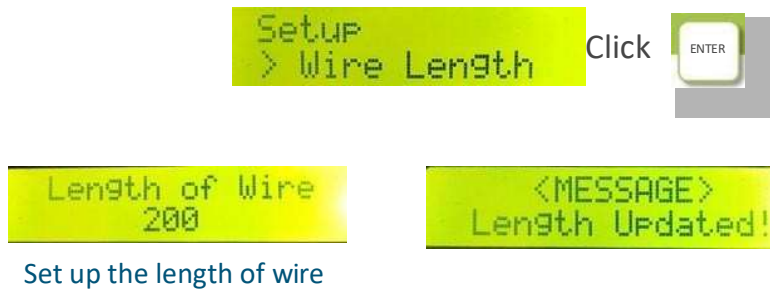 Setup
> Wire Length
Click
ENTER
Length of Wire
200
<MESSAGE>
Length Updated!
Set up the length of wire